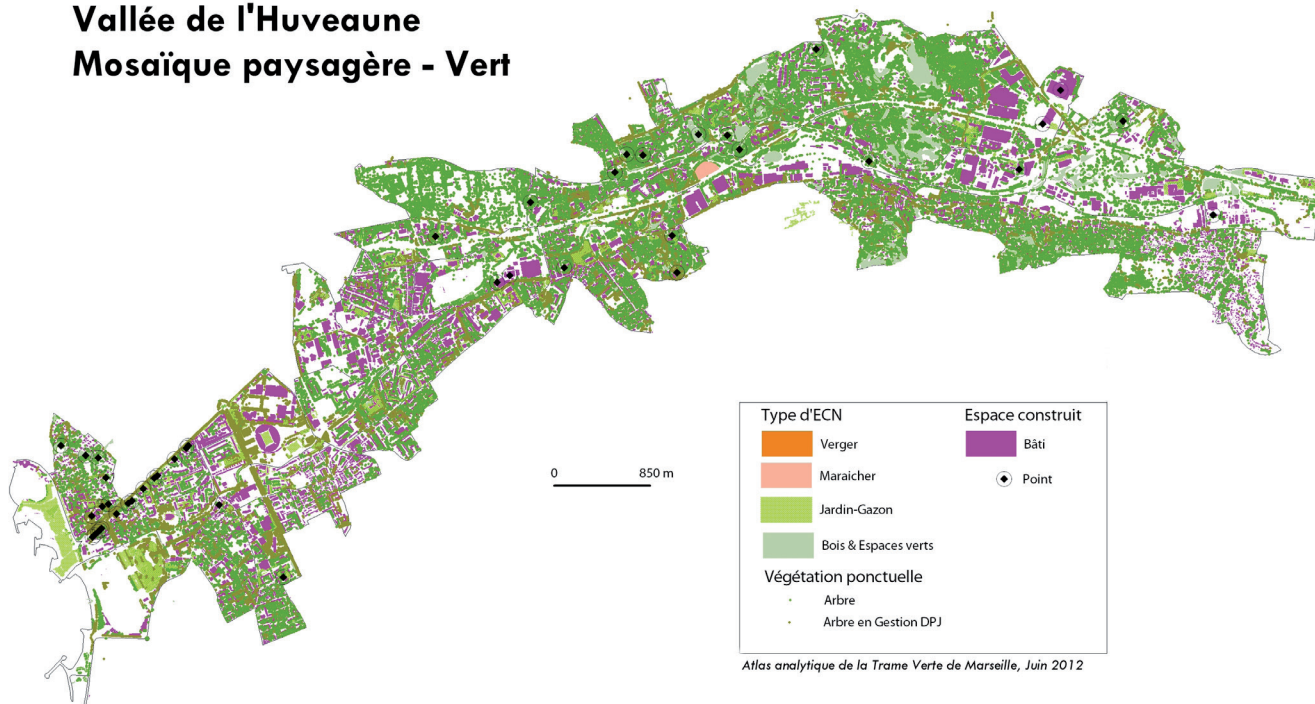 Vallée de l'Huveaune
Mosaïque paysagère - Vert
0 850 m
Type d'ECN
Verger
Maraicher
Jardin-Gazon
Bois & Espaces verts
Végétation ponctuelle
Arbre
Arbre en Gestion DPJ
Espace construit
Bâti
Point
Atlas analytique de la Trame Verte de Marseille, Juin 2012